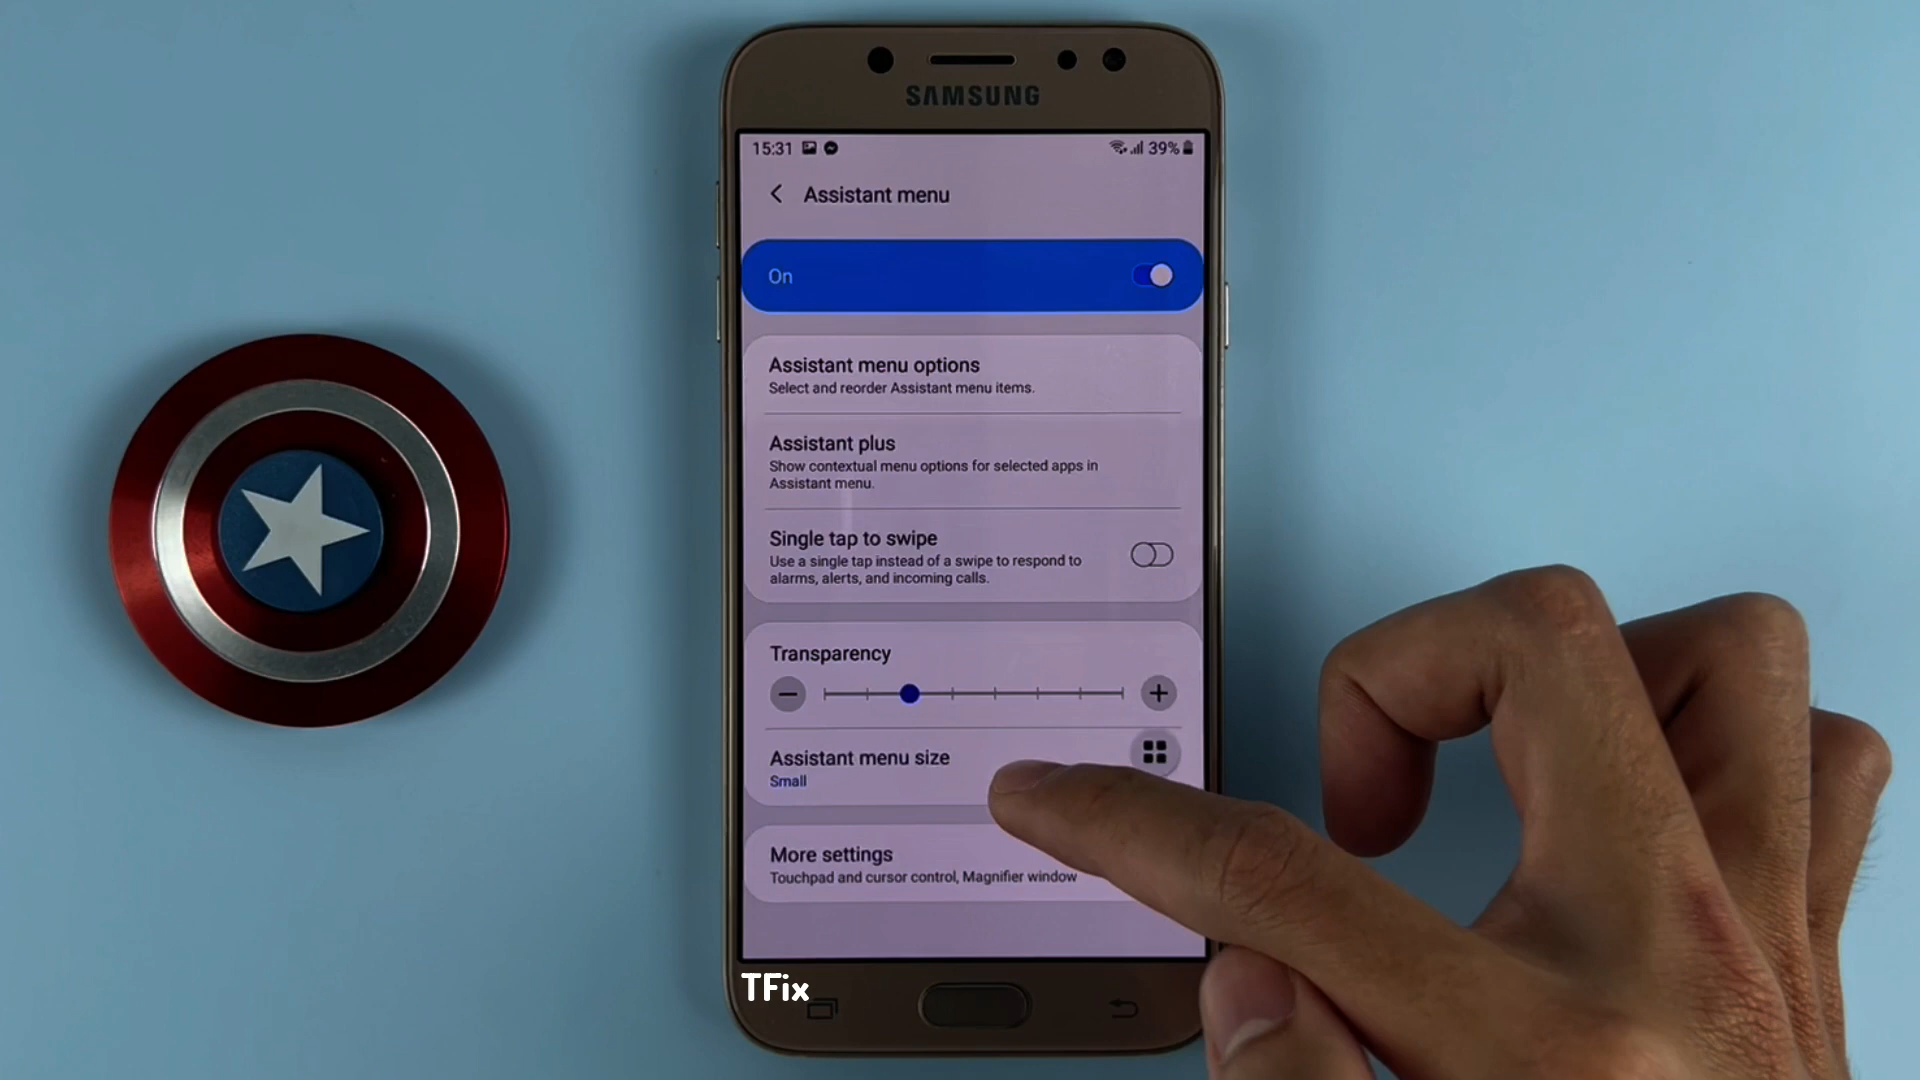 SAMSUNG
15:31
39%
Assistant menu
On
Assistant menu options
Select and reorder Assistant menu items.
Assistant plus
Show contextual menu options for selected apps in
Assistant menu.
Single tap to swipe
Use a single tap instead of a swipe to respond to
alarms, alerts, and incoming calls.
Transparency
Assistant menu size
Small
More settings
Touchpad and cursor control, Magnifier window
TFix